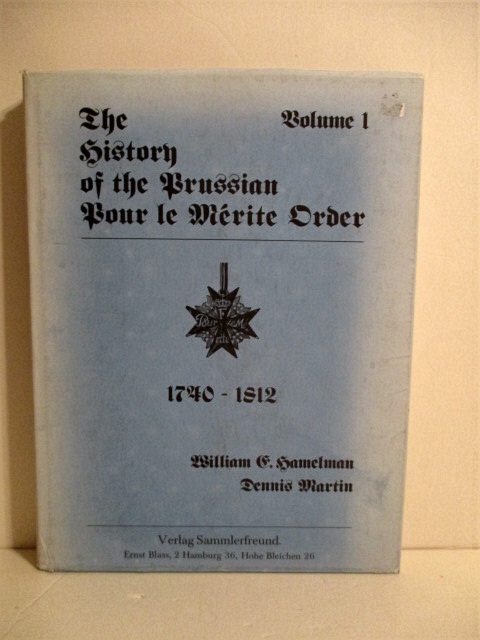 The Volume 1
History
of the Prussian
Pour le Mérite Order
1740 - 1812
William E. Hamelman
Dennis Martin
Verlag Sammlerfreund.
Ernst Blass, 2 Hamburg 36, Hohe Bleichen 26